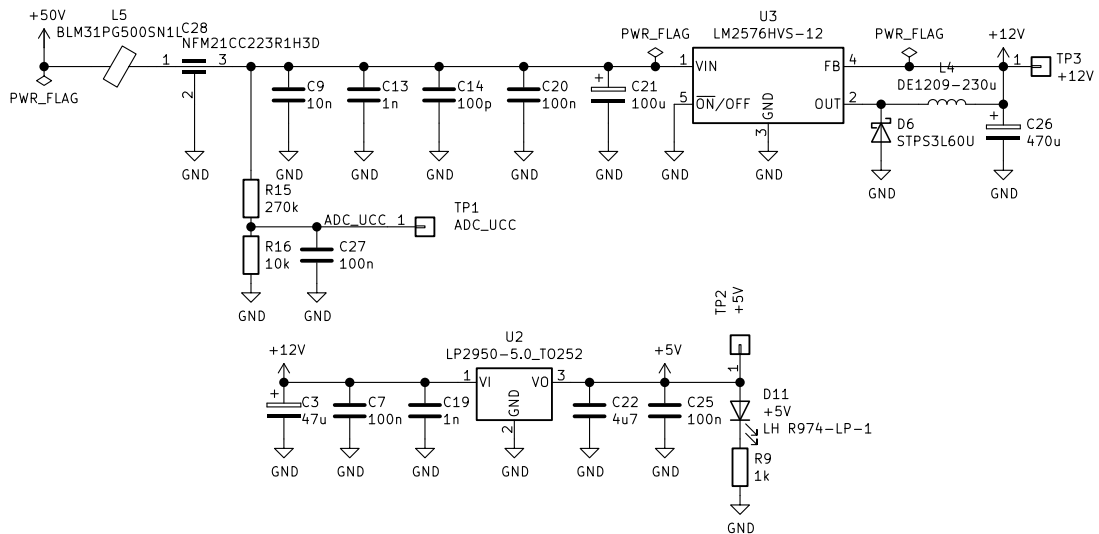 +50V
L5
BLM31PG500SN1L
C28
NFM21CC223R1H3D
1
3
2
PWR_FLAG
GND
C9
10n
GND
C13
1n
GND
C14
100p
GND
C20
100n
GND
C21
100u
GND
PWR_FLAG
U3
LM2576HVS-12
1
VIN
5
ON/OFF
GND
3
FB
4
OUT
2
GND
GND
PWR_FLAG
L4
DE1209-230u
+12V
1
TP3
+12V
D6
STPS3L60U
GND
C26
470u
GND
R15
270k
ADC_UCC
1
TP1
ADC_UCC
R16
10k
GND
C27
100n
GND
+12V
C3
47u
GND
C7
100n
GND
C19
1n
GND
U2
LP2950-5.0_TO252
1
VI
VO
3
GND
2
GND
C22
4u7
GND
+5V
C25
100n
GND
TP2
+5V
1
D11
+5V
LH R974-LP-1
R9
1k
GND